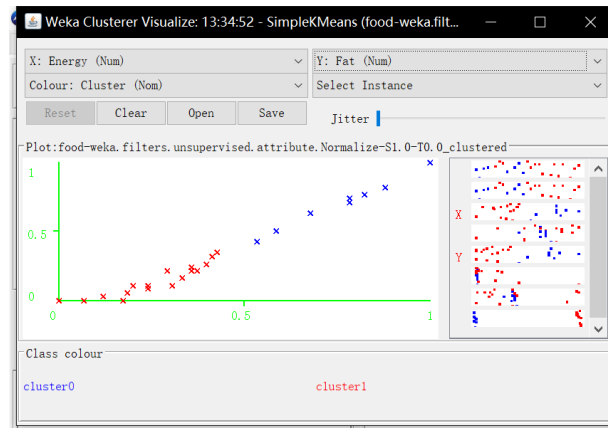 Weka Clusterer Visualize: 13:34:52 - SimpleKMeans (food-weka.filt...
X: Energy (Num) Y: Fat (Num)
Colour: Cluster (Nom) Select Instance
Reset Clear Open Save Jitter
Plot:food-weka.filters.unsupervised.attribute.Normalize-S1.0-T0.0_clustered
1
0.5
0
0 0.5 1
X
Y
Class colour
cluster0 cluster1